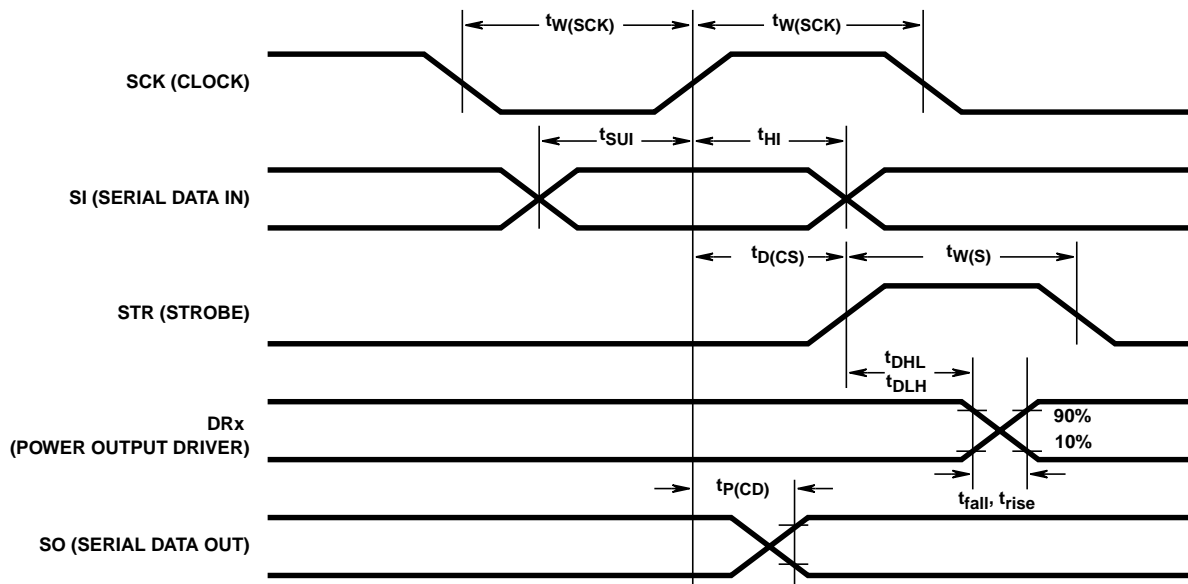 tW(SCK) tW(SCK)
SCK (CLOCK)
tSUI tHI
SI (SERIAL DATA IN)
tD(CS) tW(S)
STR (STROBE)
tDHL
tDLH
DRx
(POWER OUTPUT DRIVER)
90%
10%
tP(CD)
tfall, trise
SO (SERIAL DATA OUT)